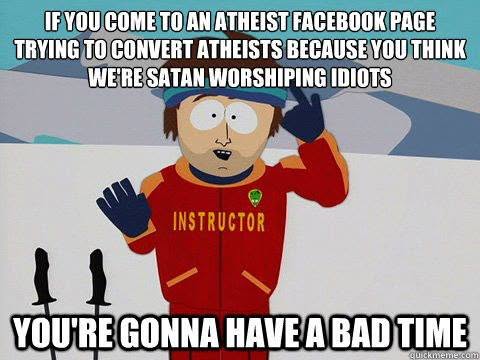 IF YOU COME TO AN ATHEIST FACEBOOK PAGE
TRYING TO CONVERT ATHEISTS BECAUSE YOU THINK
WE'RE SATAN WORSHIPING IDIOTS
INSTRUCTOR
YOU'RE GONNA HAVE A BAD TIME
quickmeme.com